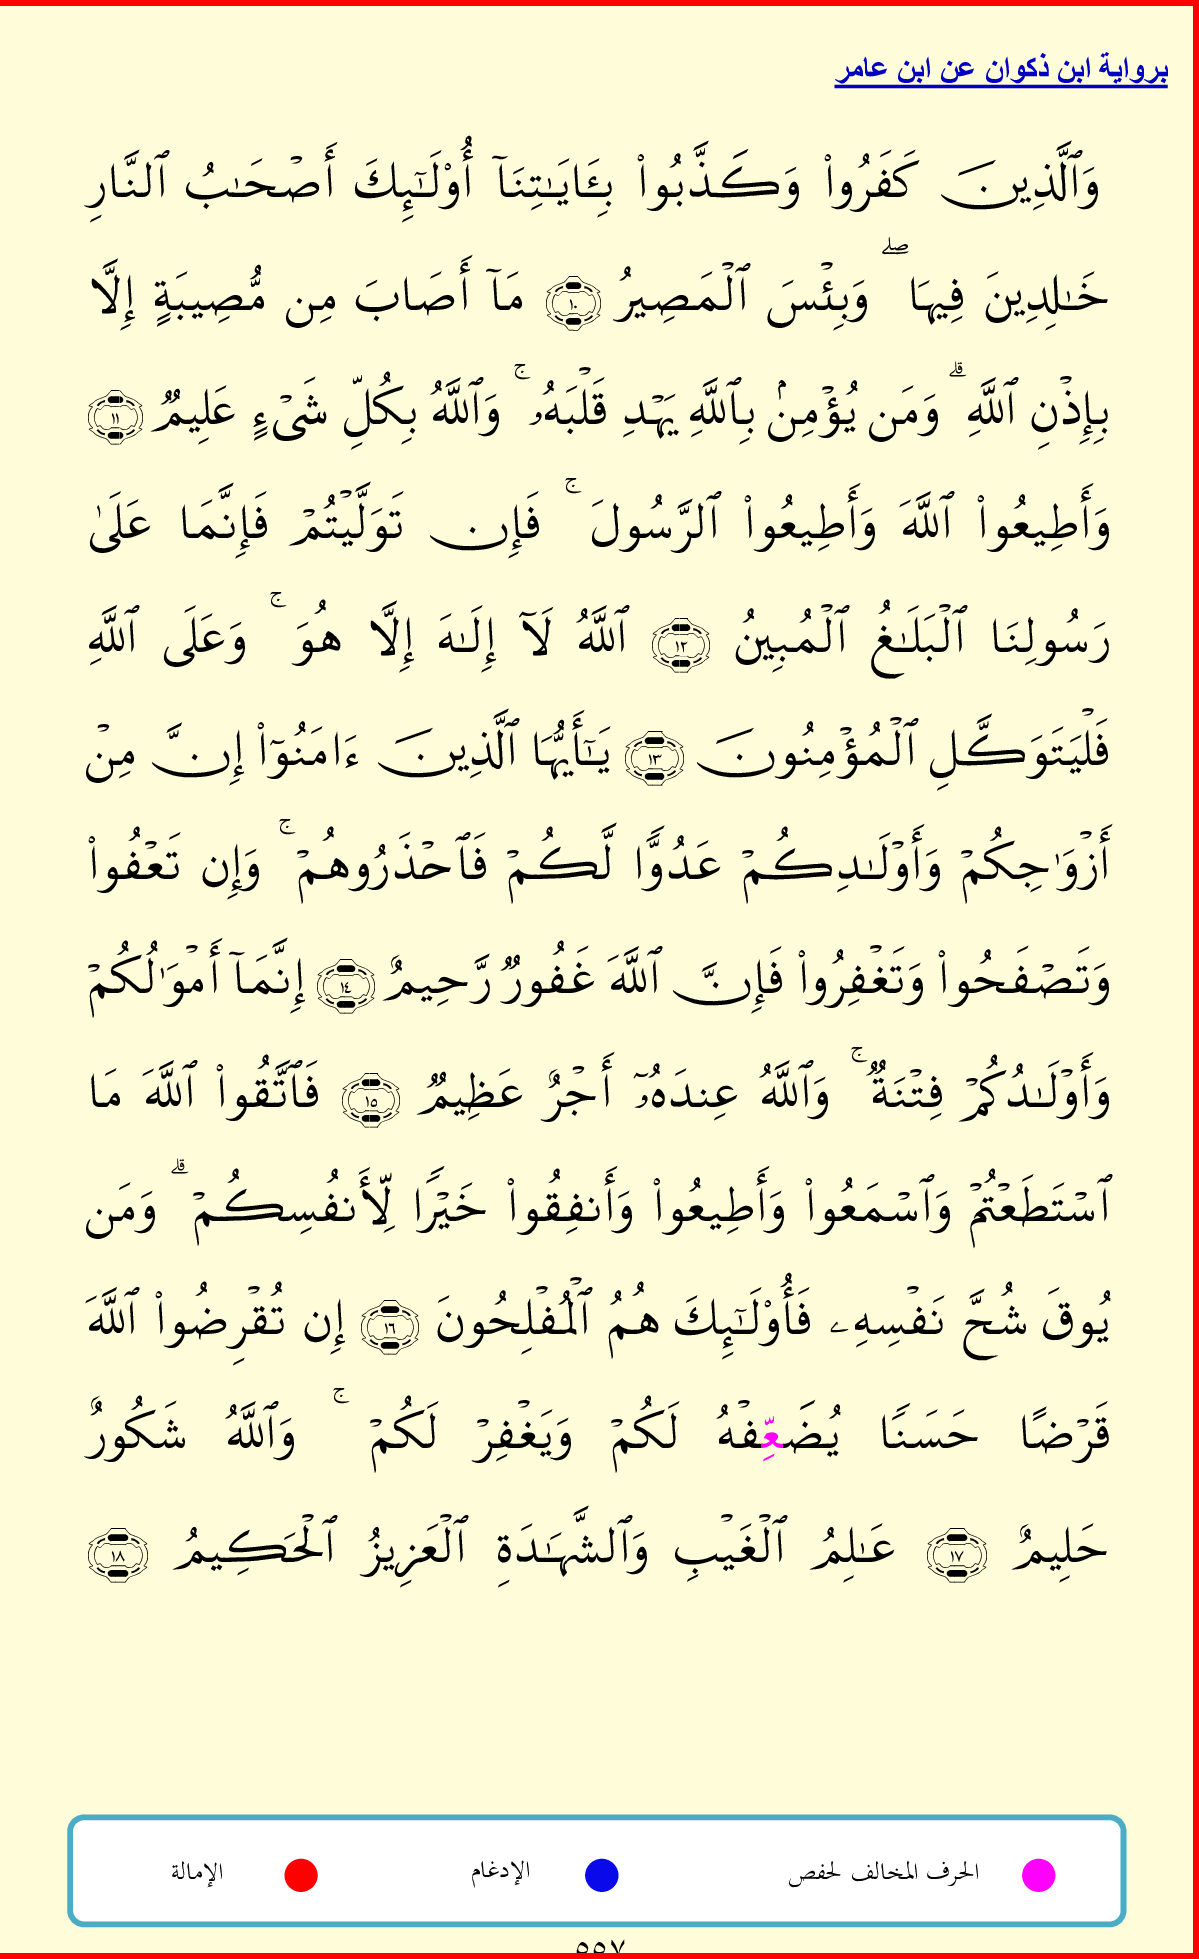 برواية ابن ذكوان عن ابن عامر
وَٱلَّذِينَ كَفَرُوا۟ وَكَذَّبُوا۟ بِـَٔايَـٰتِنَآ أُو۟لَـٰٓئِكَ أَصۡحَـٰبُ ٱلنَّارِ
خَـٰلِدِينَ فِيهَاۖ وَبِئۡسَ ٱلۡمَصِيرُ ١٠ مَآ أَصَابَ مِن مُّصِيبَةٍ إِلَّا
بِإِذۡنِ ٱللَّهِۗ وَمَن يُؤۡمِنۢ بِٱللَّهِ يَهۡدِ قَلۡبَهُۥۚ وَٱللَّهُ بِكُلِّ شَىۡءٍ عَلِيمٌ ١١
وَأَطِيعُوا۟ ٱللَّهَ وَأَطِيعُوا۟ ٱلرَّسُولَۚ فَإِن تَوَلَّيۡتُمۡ فَإِنَّمَا عَلَىٰ
رَسُولِنَا ٱلۡبَلَـٰغُ ٱلۡمُبِينُ ١٢ ٱللَّهُ لَآ إِلَـٰهَ إِلَّا هُوَۚ وَعَلَى ٱللَّهِ
فَلۡيَتَوَكَّلِ ٱلۡمُؤۡمِنُونَ ١٣ يَـٰٓأَيُّهَا ٱلَّذِينَ ءَامَنُوٓا۟ إِنَّ مِنۡ
أَزۡوَٰجِكُمۡ وَأَوۡلَـٰدِكُمۡ عَدُوًّا لَّكُمۡ فَٱحۡذَرُوهُمۡۚ وَإِن تَعۡفُوا۟
وَتَصۡفَحُوا۟ وَتَغۡفِرُوا۟ فَإِنَّ ٱللَّهَ غَفُورٌ رَّحِيمٌ ١٤ إِنَّمَآ أَمۡوَٰلُكُمۡ
وَأَوۡلَـٰدُكُمۡ فِتۡنَةٌۚ وَٱللَّهُ عِندَهُۥٓ أَجۡرٌ عَظِيمٌ ١٥ فَٱتَّقُوا۟ ٱللَّهَ مَا
ٱسۡتَطَعۡتُمۡ وَٱسۡمَعُوا۟ وَأَطِيعُوا۟ وَأَنفِقُوا۟ خَيۡرًا لِّأَنفُسِكُمۡۗ وَمَن
يُوقَ شُحَّ نَفۡسِهِۦ فَأُو۟لَـٰٓئِكَ هُمُ ٱلۡمُفۡلِحُونَ ١٦ إِن تُقۡرِضُوا۟ ٱللَّهَ
قَرۡضًا حَسَنًا يُضَعِّفۡهُ لَكُمۡ وَيَغۡفِرۡ لَكُمۡۚ وَٱللَّهُ شَكُورٌ
حَلِيمٌ ١٧ عَـٰلِمُ ٱلۡغَيۡبِ وَٱلشَّهَـٰدَةِ ٱلۡعَزِيزُ ٱلۡحَكِيمُ ١٨
الحرف المخالف لحفص الإدغام الإمالة
٥٥٧